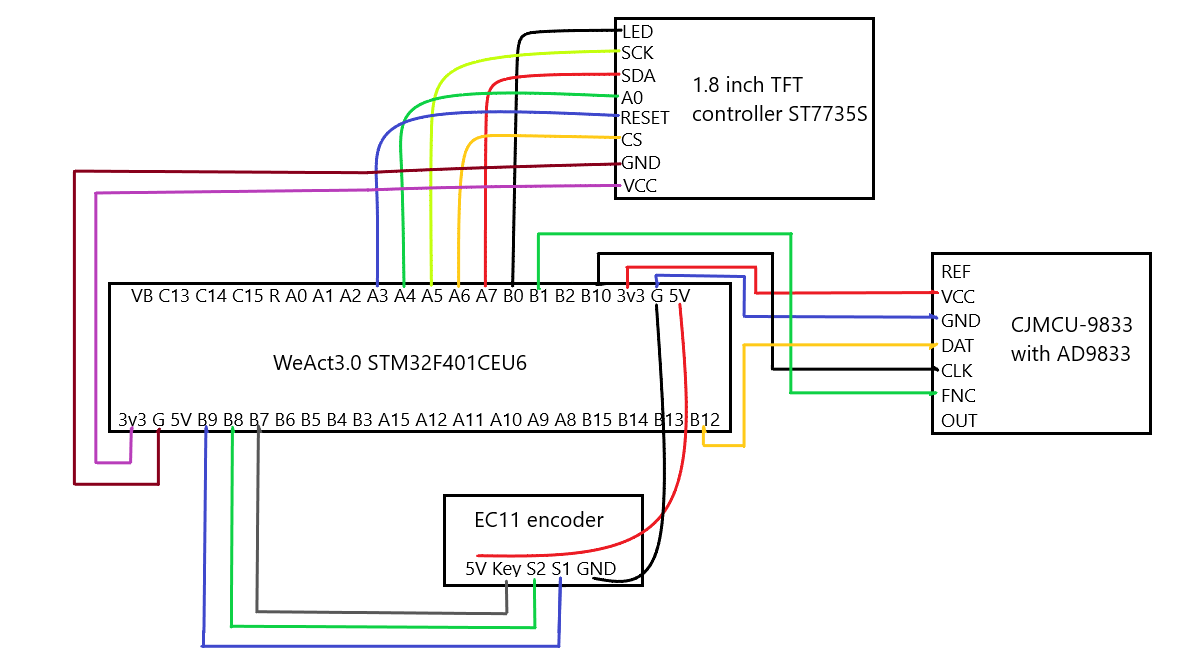 LED
SCK
SDA
A0
RESET
CS
GND
VCC
1.8 inch TFT
controller ST7735S
VB C13 C14 C15 R A0 A1 A2 A3 A4 A5 A6 A7 B0 B1 B2 B10 3v3 G 5V
WeAct3.0 STM32F401CEU6
3v3 G 5V B9 B8 B7 B6 B5 B4 B3 A15 A12 A11 A10 A9 A8 B15 B14 B13 B12
REF
VCC
GND
DAT
CLK
FNC
OUT
CJMCU-9833
with AD9833
EC11 encoder
5V Key S2 S1 GND